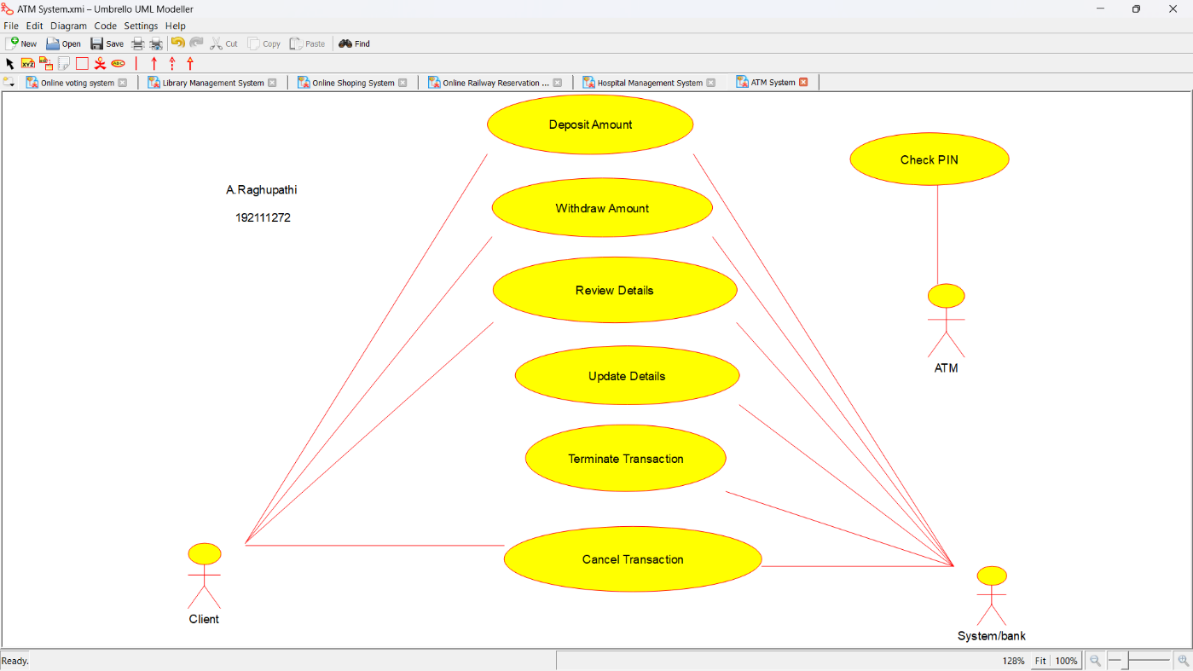 ATM System.xmi – Umbrello UML Modeller
File Edit Diagram Code Settings Help
New Open Save Cut Copy Paste Find
XYZ ABC
Online voting system Library Management System Online Shoping System Online Railway Reservation ... Hospital Management System ATM System
Deposit Amount
Check PIN
A.Raghupathi
Withdraw Amount
192111272
Review Details
ATM
Update Details
Terminate Transaction
Cancel Transaction
Client
System/bank
Ready. 128% Fit 100%